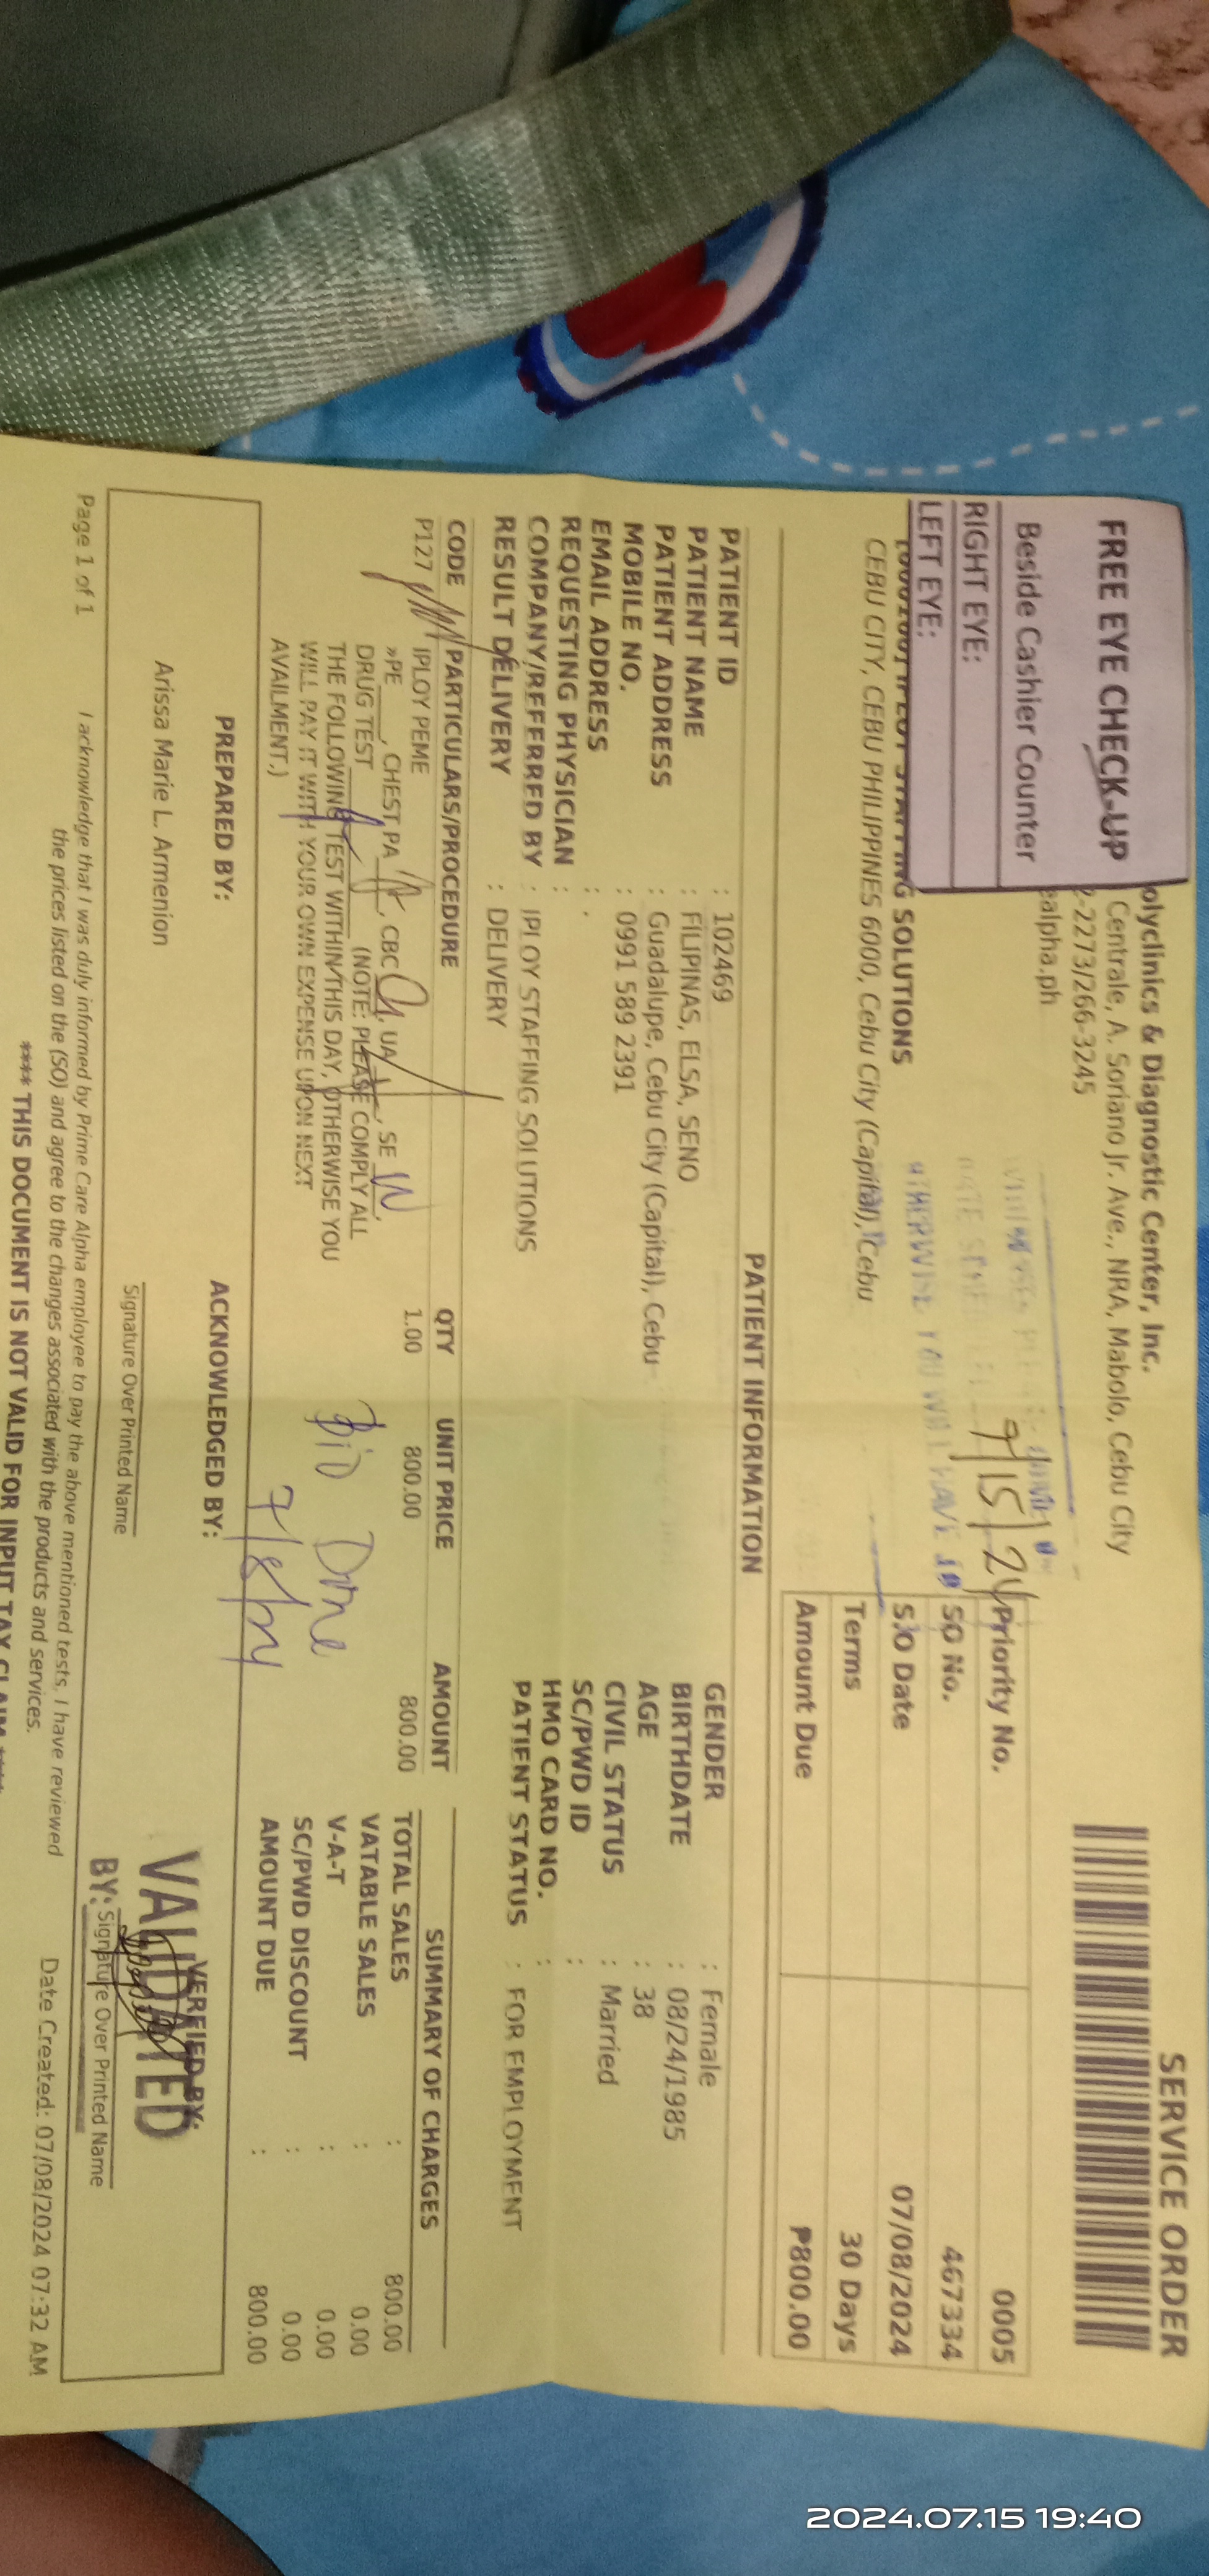 SERVICE ORDER
FREE EYE CHECK-UP
Beside Cashier Counter
RIGHT EYE:
LEFT EYE:
olyclinics & Diagnostic Center, Inc.
Centrale, A. Soriano Jr. Ave., NRA, Mabolo, Cebu City
2-2273/266-3245
ealpha.ph
7/15/24
OTHERWISE YOU WILL HAVE
SOLUTIONS
CEBU CITY, CEBU PHILIPPINES 6000, Cebu City (Capital), Cebu
Priority No. 0005
SO No. 467334
S.O Date 07/08/2024
Terms 30 Days
Amount Due ₱800.00
PATIENT INFORMATION
PATIENT ID : 102469
PATIENT NAME : FILIPINAS, ELSA, SENO
PATIENT ADDRESS : Guadalupe, Cebu City (Capital), Cebu
MOBILE NO. : 0991 589 2391
EMAIL ADDRESS : .
REQUESTING PHYSICIAN :
COMPANY/REFERRED BY : IPLOY STAFFING SOLUTIONS
RESULT DELIVERY : DELIVERY
GENDER : Female
BIRTHDATE : 08/24/1985
AGE : 38
CIVIL STATUS : Married
SC/PWD ID :
HMO CARD NO. :
PATIENT STATUS : FOR EMPLOYMENT
CODE PARTICULARS/PROCEDURE QTY UNIT PRICE AMOUNT
P127 IPLOY PEME 1.00 800.00 800.00
»PE , CHEST PA , CBC , UA , SE ,
DRUG TEST (NOTE: PLEASE COMPLY ALL
THE FOLLOWING TEST WITHIN THIS DAY, OTHERWISE YOU
WILL PAY IT WITH YOUR OWN EXPENSE UPON NEXT
AVAILMENT.)
Bio Done
7/8/24
SUMMARY OF CHARGES
TOTAL SALES : 800.00
VATABLE SALES : 0.00
V-A-T : 0.00
SC/PWD DISCOUNT : 0.00
AMOUNT DUE : 800.00
PREPARED BY:
Arissa Marie L. Armenion
ACKNOWLEDGED BY:
Signature Over Printed Name
VERFIED BY:
VALIDATED
BY:
Signature Over Printed Name
Page 1 of 1
I acknowledge that I was duly informed by Prime Care Alpha employee to pay the above mentioned tests, I have reviewed
the prices listed on the (SO) and agree to the changes associated with the products and services.
Date Created: 07/08/2024 07:32 AM
**** THIS DOCUMENT IS NOT VALID FOR INPUT TAX CLAIM ****
2024.07.15 19:40